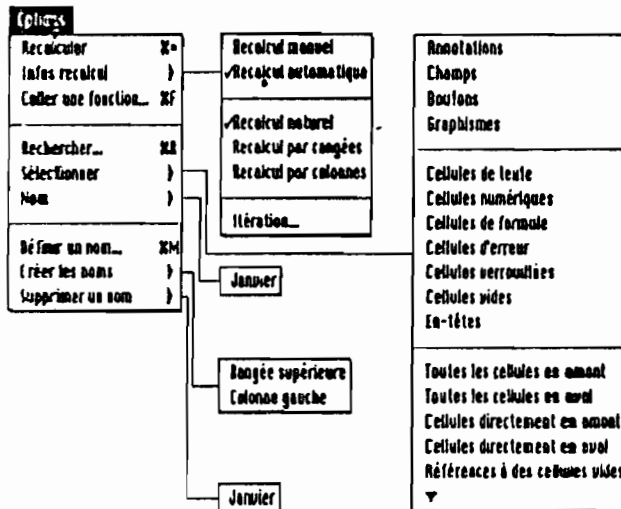 Options
Recalculer ⌘=
Infos recalcul
Coller une fonction... ⌘F
Rechercher... ⌘R
Sélectionner
Nom
Définir un nom... ⌘M
Créer les noms
Supprimer un nom
Recalcul manuel
✓Recalcul automatique
✓Recalcul naturel
Recalcul par rangées
Recalcul par colonnes
Itération...
Janvier
Rangée supérieure
Colonne gauche
Janvier
Annotations
Champs
Boutons
Graphismes
Cellules de texte
Cellules numériques
Cellules de formule
Cellules d'erreur
Cellules verrouillées
Cellules vides
En-têtes
Toutes les cellules en amont
Toutes les cellules en aval
Cellules directement en amont
Cellules directement en aval
Références à des cellules vides